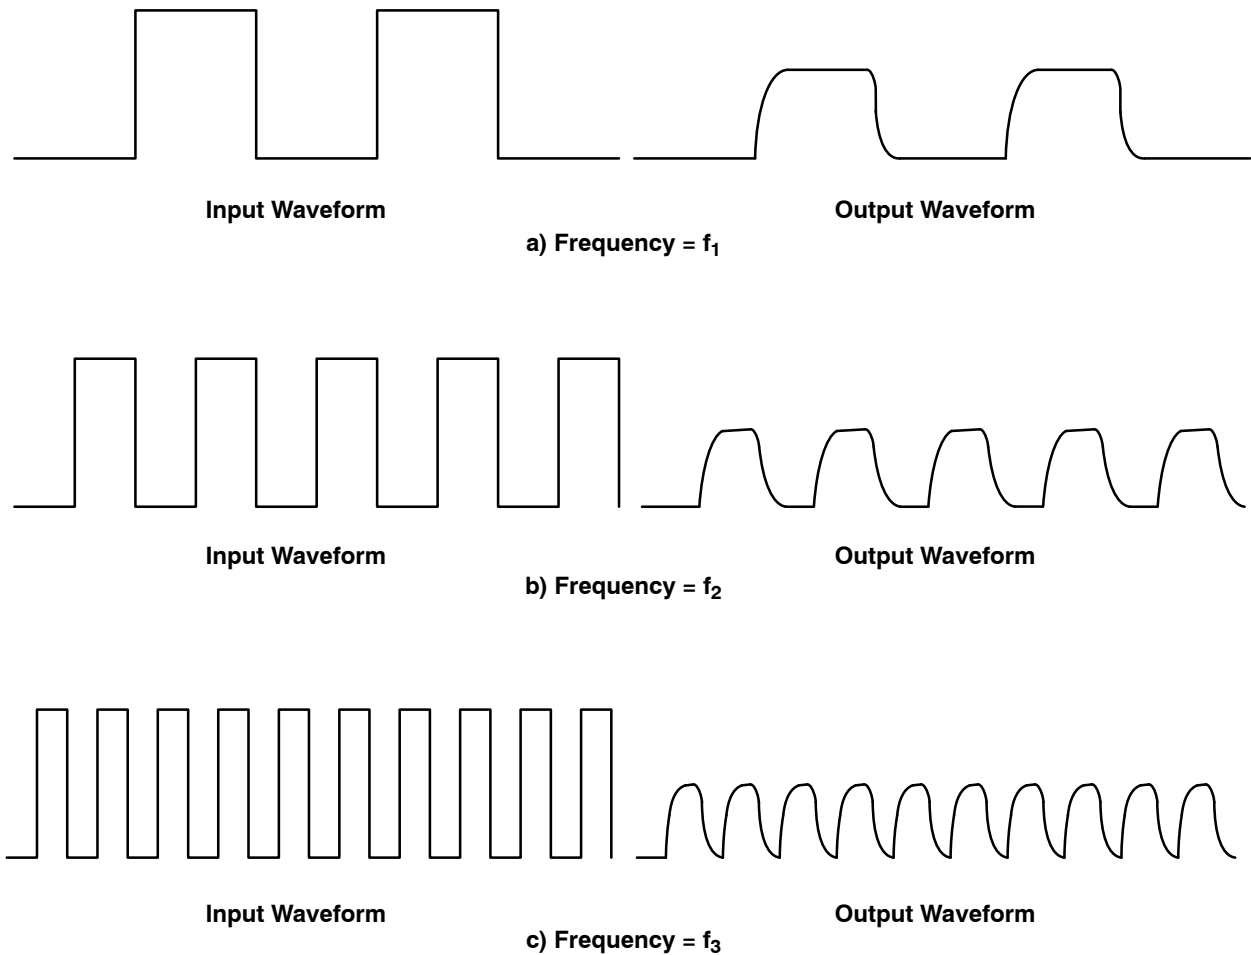 Input Waveform
Output Waveform
a) Frequency = f₁
Input Waveform
Output Waveform
b) Frequency = f₂
Input Waveform
Output Waveform
c) Frequency = f₃